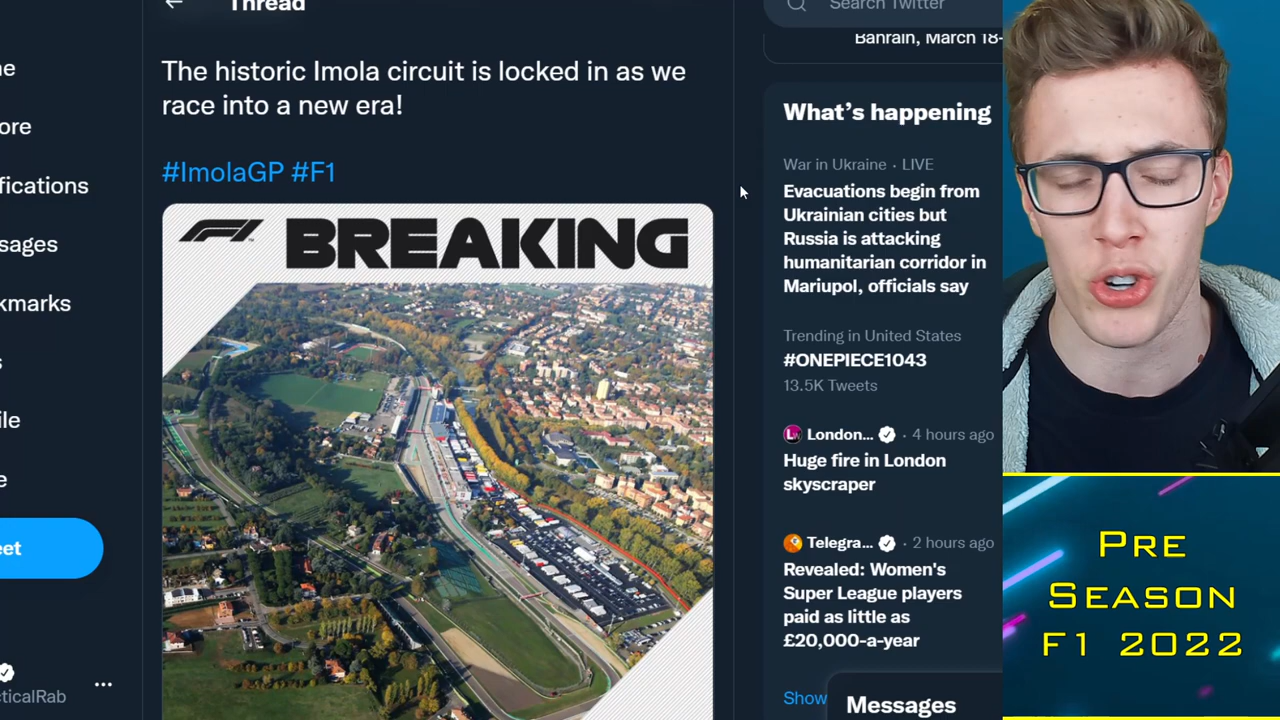 Thread
Search Twitter
Bahrain, March 18-
The historic Imola circuit is locked in as we
race into a new era!
#ImolaGP #F1
F1 BREAKING
ne
ore
ifications
sages
kmarks
s
ile
e
eet
cticalRab
What's happening
War in Ukraine · LIVE
Evacuations begin from
Ukrainian cities but
Russia is attacking
humanitarian corridor in
Mariupol, officials say
Trending in United States
#ONEPIECE1043
13.5K Tweets
London... · 4 hours ago
Huge fire in London
skyscraper
Telegra... · 2 hours ago
Revealed: Women's
Super League players
paid as little as
£20,000-a-year
Show
Messages
PRE
SEASON
F1 2022